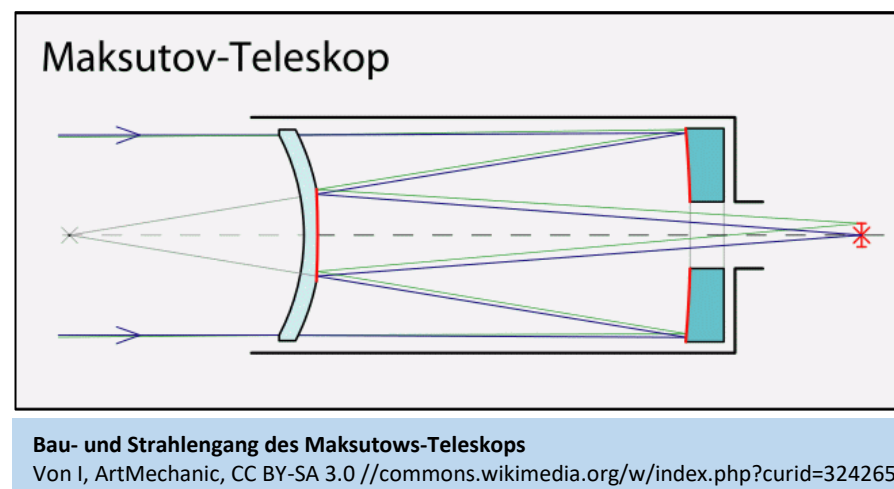 Maksutov-Teleskop
Bau- und Strahlengang des Maksutows-Teleskops
Von I, ArtMechanic, CC BY-SA 3.0 //commons.wikimedia.org/w/index.php?curid=324265